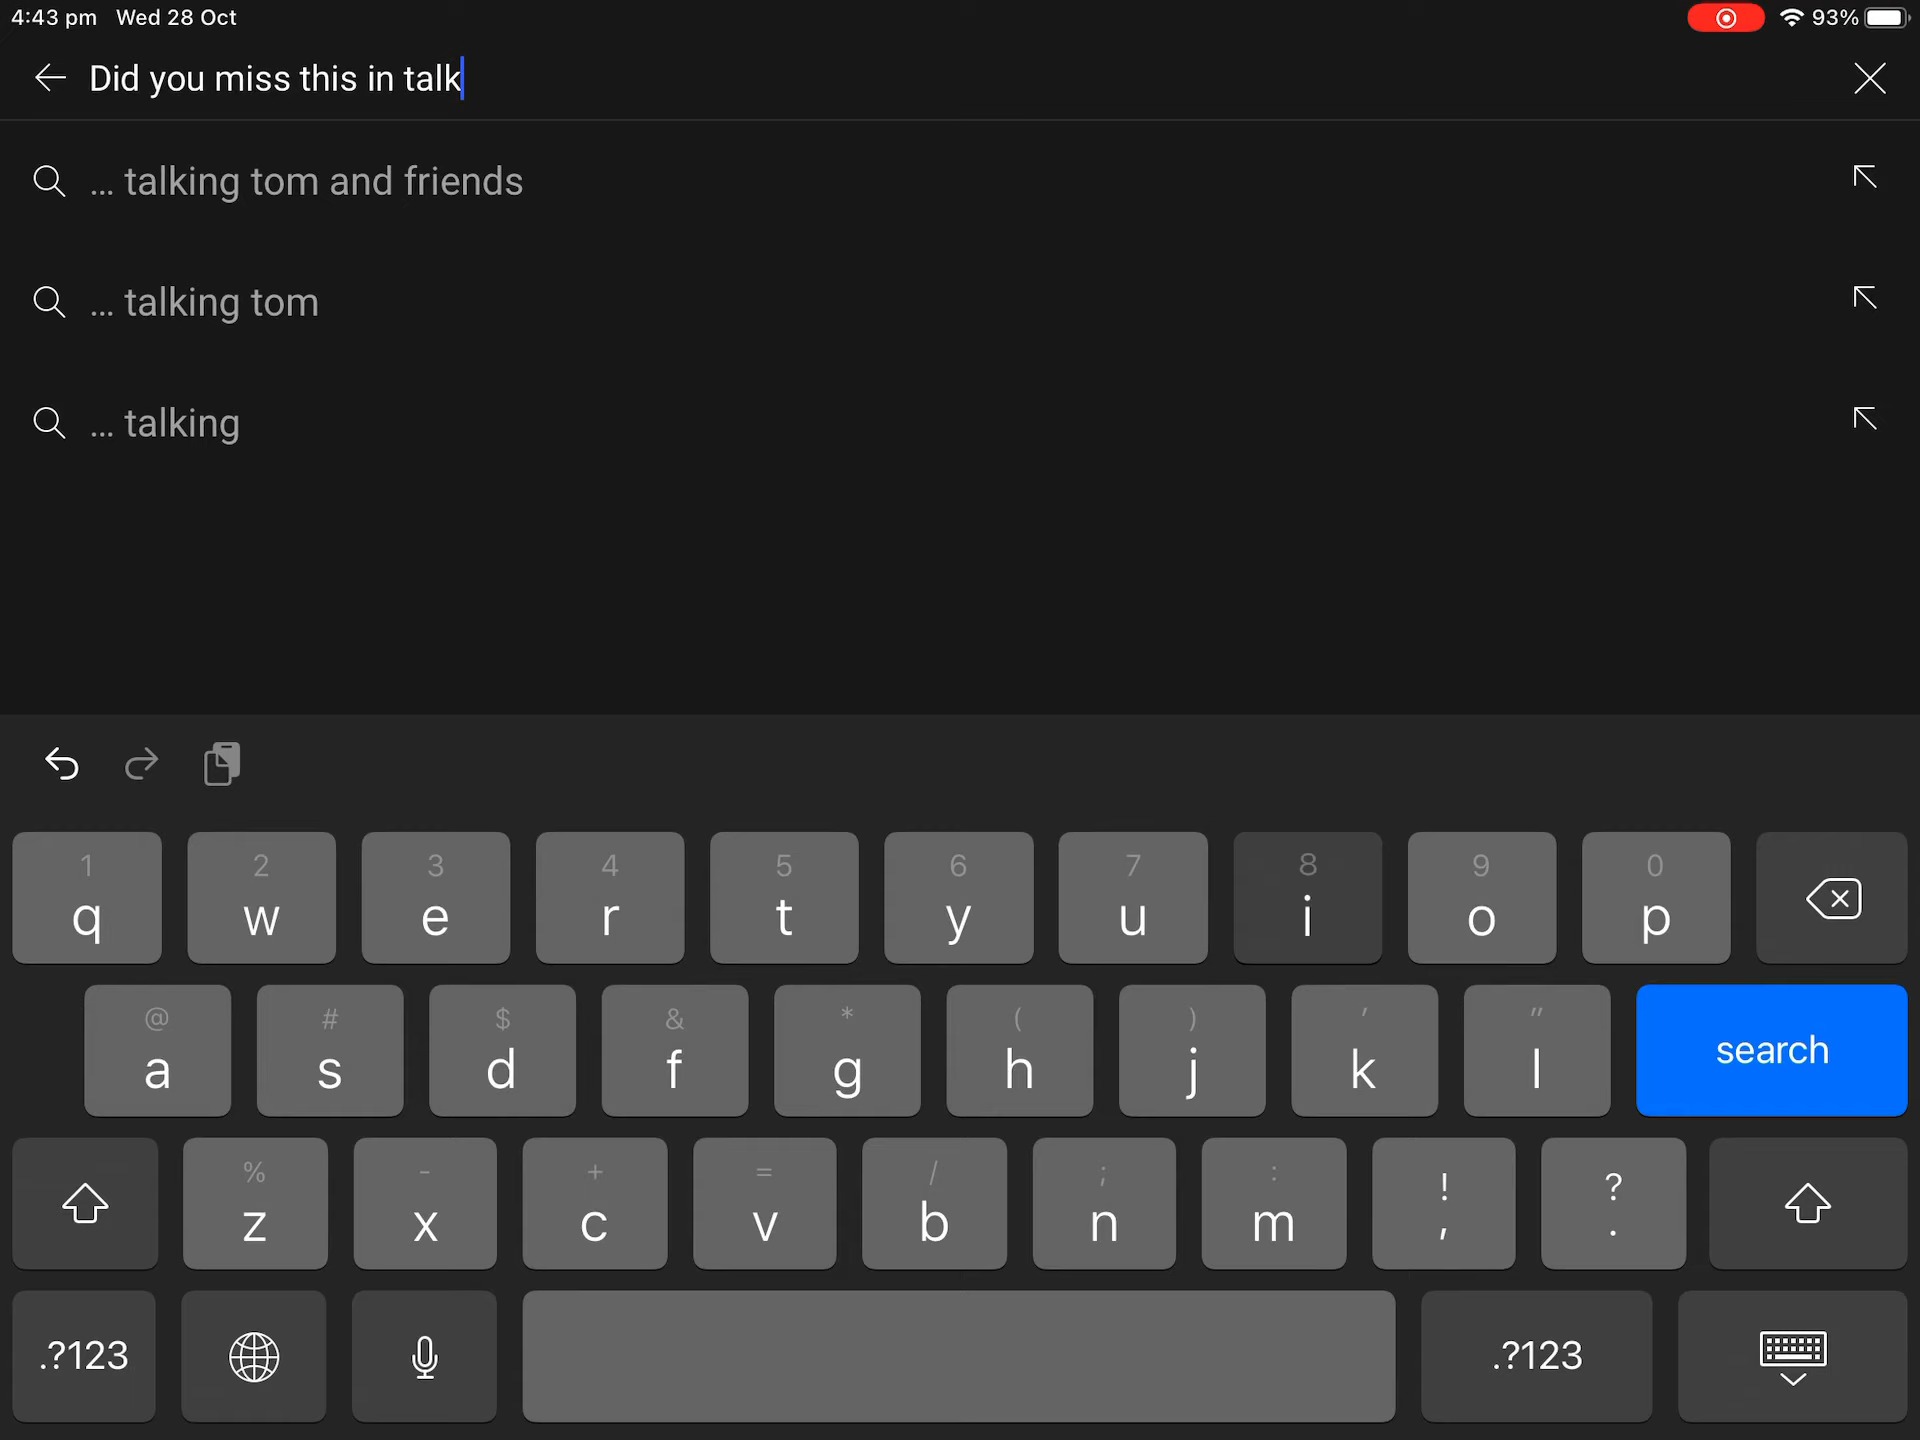 4:43 pm Wed 28 Oct 93%
Did you miss this in talk
... talking tom and friends
... talking tom
... talking
1 2 3 4 5 6 7 8 9 0
q w e r t y u i o p
@ # $ & * ( ) ' "
a s d f g h j k l search
% - + = / ; : ! ?
z x c v b n m , .
.?123 .?123